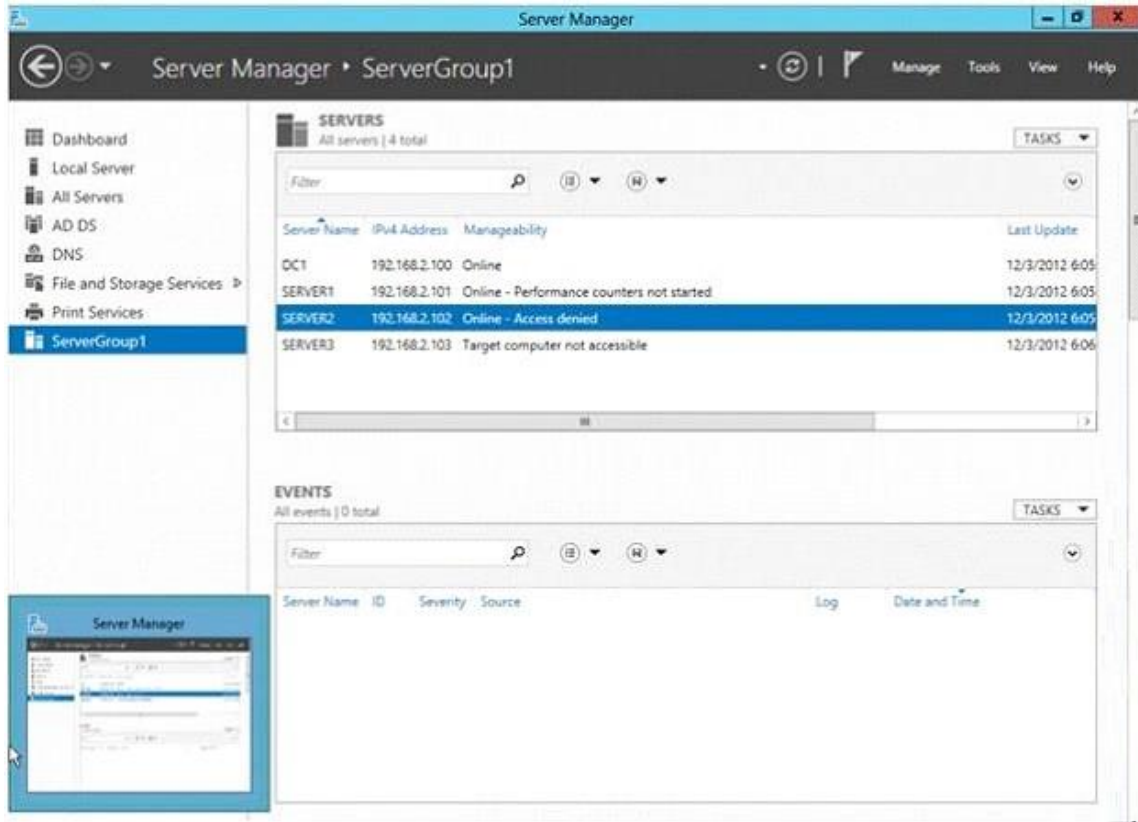 Server Manager
Server Manager ‣ ServerGroup1
Manage Tools View Help
Dashboard
Local Server
All Servers
AD DS
DNS
File and Storage Services
Print Services
ServerGroup1
SERVERS
All servers | 4 total
TASKS
Filter
Server Name IPv4 Address Manageability Last Update
DC1 192.168.2.100 Online 12/3/2012 6:05
SERVER1 192.168.2.101 Online - Performance counters not started 12/3/2012 6:05
SERVER2 192.168.2.102 Online - Access denied 12/3/2012 6:05
SERVER3 192.168.2.103 Target computer not accessible 12/3/2012 6:06
EVENTS
All events | 0 total
TASKS
Filter
Server Name ID Severity Source Log Date and Time
Server Manager